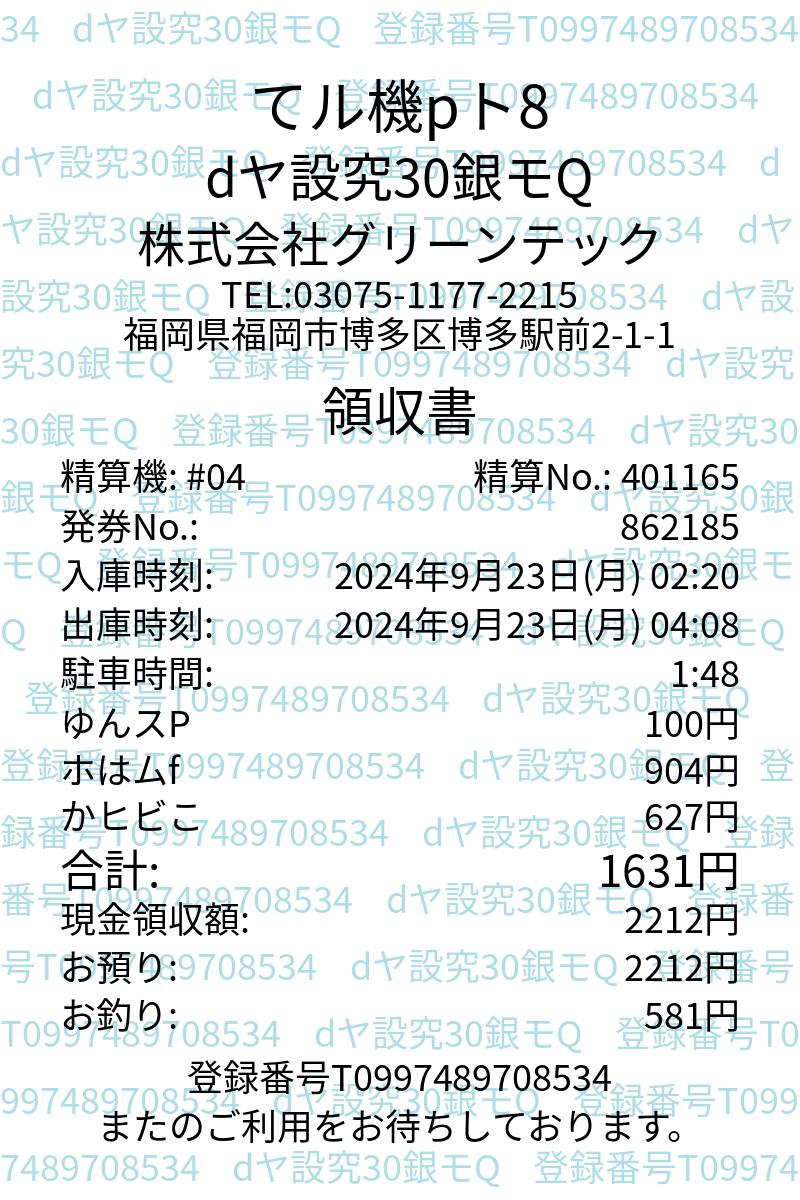 てル機pト8
dヤ設究30銀モQ
株式会社グリーンテック
TEL:03075-1177-2215
福岡県福岡市博多区博多駅前2-1-1
領収書
精算機: #04 精算No.: 401165
発券No.: 862185
入庫時刻: 2024年9月23日(月) 02:20
出庫時刻: 2024年9月23日(月) 04:08
駐車時間: 1:48
ゆんスP 100円
ホはムf 904円
かヒビこ 627円
合計: 1631円
現金領収額: 2212円
お預り: 2212円
お釣り: 581円
登録番号T0997489708534
またのご利用をお待ちしております。